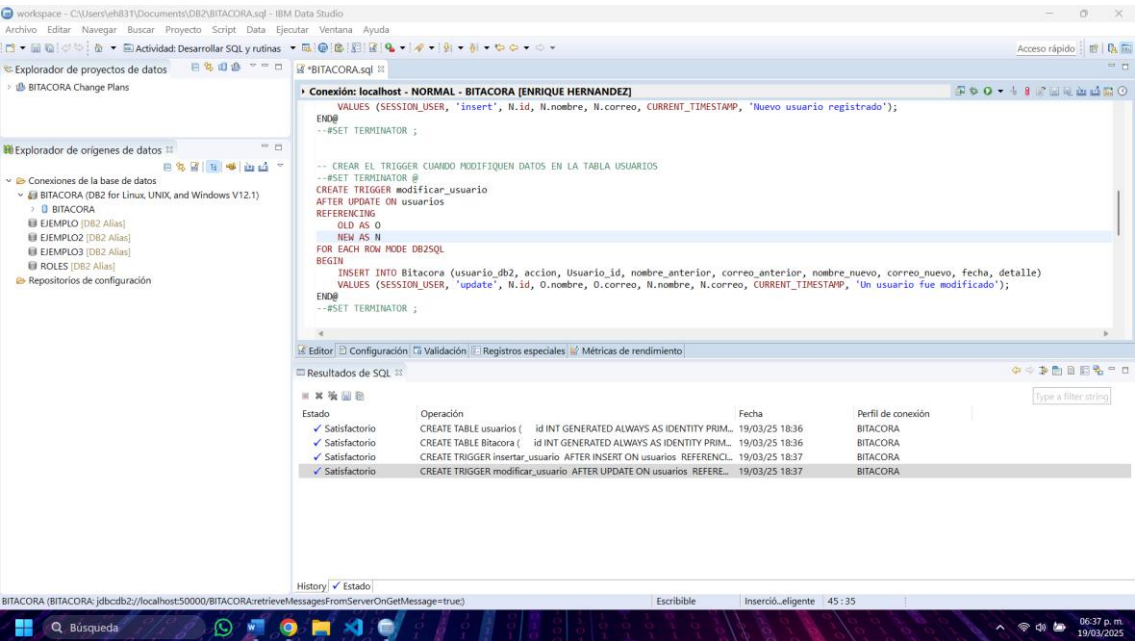 workspace - C:\Users\eh831\Documents\DB2\BITACORA.sql - IBM Data Studio
Archivo Editar Navegar Buscar Proyecto Script Data Ejecutar Ventana Ayuda
Actividad: Desarrollar SQL y rutinas
Acceso rápido
Explorador de proyectos de datos
BITACORA Change Plans
Explorador de orígenes de datos
Conexiones de la base de datos
BITACORA (DB2 for Linux, UNIX, and Windows V12.1)
BITACORA
EJEMPLO [DB2 Alias]
EJEMPLO2 [DB2 Alias]
EJEMPLO3 [DB2 Alias]
ROLES [DB2 Alias]
Repositorios de configuración
*BITACORA.sql
Conexión: localhost - NORMAL - BITACORA [ENRIQUE HERNANDEZ]
VALUES (SESSION_USER, 'insert', N.id, N.nombre, N.correo, CURRENT_TIMESTAMP, 'Nuevo usuario registrado');
END@
--#SET TERMINATOR ;
-- CREAR EL TRIGGER CUANDO MODIFIQUEN DATOS EN LA TABLA USUARIOS
--#SET TERMINATOR @
CREATE TRIGGER modificar_usuario
AFTER UPDATE ON usuarios
REFERENCING
OLD AS O
NEW AS N
FOR EACH ROW MODE DB2SQL
BEGIN
INSERT INTO Bitacora (usuario_db2, accion, Usuario_id, nombre_anterior, correo_anterior, nombre_nuevo, correo_nuevo, fecha, detalle)
VALUES (SESSION_USER, 'update', N.id, O.nombre, O.correo, N.nombre, N.correo, CURRENT_TIMESTAMP, 'Un usuario fue modificado');
END@
--#SET TERMINATOR ;
Editor Configuración Validación Registros especiales Métricas de rendimiento
Resultados de SQL
Type a filter string
Estado Operación Fecha Perfil de conexión
Satisfactorio CREATE TABLE usuarios ( id INT GENERATED ALWAYS AS IDENTITY PRIM... 19/03/25 18:36 BITACORA
Satisfactorio CREATE TABLE Bitacora ( id INT GENERATED ALWAYS AS IDENTITY PRIM... 19/03/25 18:36 BITACORA
Satisfactorio CREATE TRIGGER insertar_usuario AFTER INSERT ON usuarios REFERENCI... 19/03/25 18:37 BITACORA
Satisfactorio CREATE TRIGGER modificar_usuario AFTER UPDATE ON usuarios REFERE... 19/03/25 18:37 BITACORA
History Estado
BITACORA (BITACORA: jdbc:db2://localhost:50000/BITACORA:retrieveMessagesFromServerOnGetMessage=true;)
Escribible Inserció...eligente 45 : 35
Búsqueda
06:37 p. m.
19/03/2025